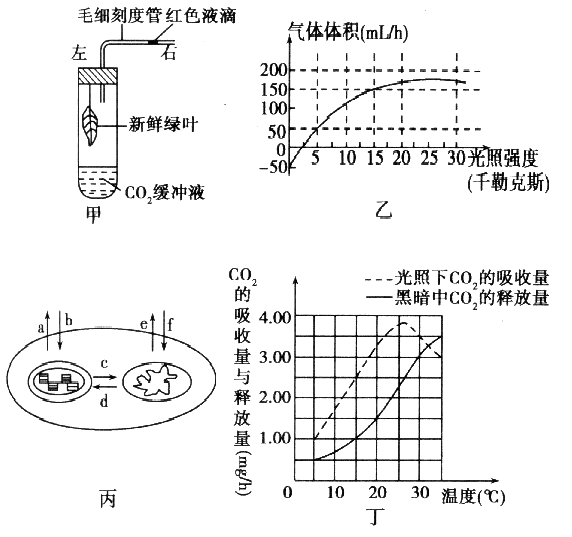 毛细刻度管 红色液滴
左 右
新鲜绿叶
CO₂缓冲液
甲
气体体积(mL/h)
200
150
100
50
0
-50
5 10 15 20 25 30 光照强度
(千勒克斯)
乙
a b e f
c
d
丙
CO₂的吸收量与释放量(mg/h)
---光照下CO₂的吸收量
—黑暗中CO₂的释放量
4.00
3.00
2.00
1.00
0 10 20 30 温度(℃)
丁